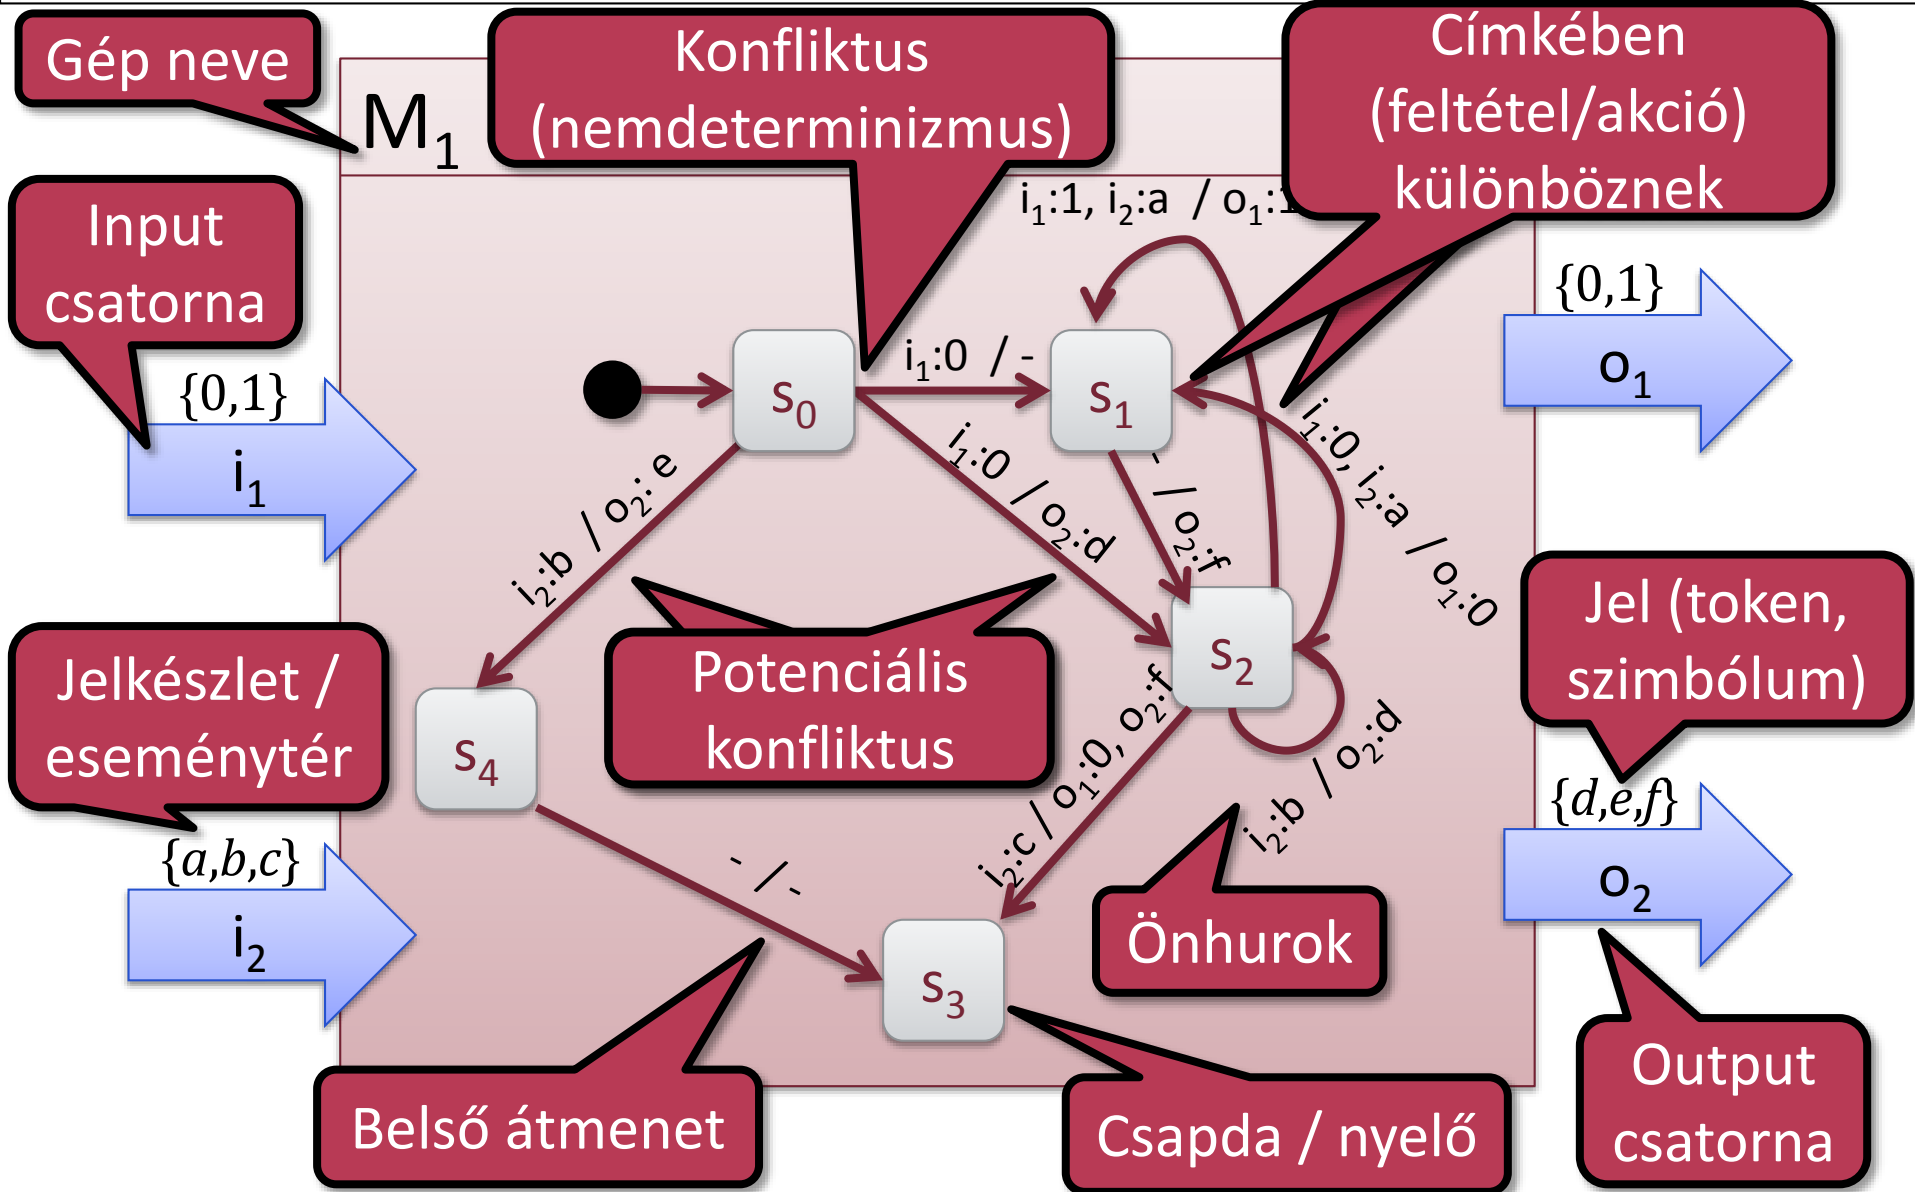 Gép neve
Konfliktus
(nemdeterminizmus)
Címkében
(feltétel/akció)
különböznek
M₁
Input
csatorna
i₁:1, i₂:a / o₁:1
{0,1}
i₁
{0,1}
o₁
s₀
i₁:0 / -
s₁
i₂:b / o₂: e
i₁:0 / o₂:d
- / o₂:f
i₁:0, i₂:a / o₁:0
Jelkészlet /
eseménytér
Potenciális
konfliktus
s₂
Jel (token,
szimbólum)
s₄
i₂:c / o₁:0, o₂:f
i₂:b / o₂:d
{a,b,c}
i₂
{d,e,f}
o₂
- / -
Önhurok
s₃
Belső átmenet
Csapda / nyelő
Output
csatorna